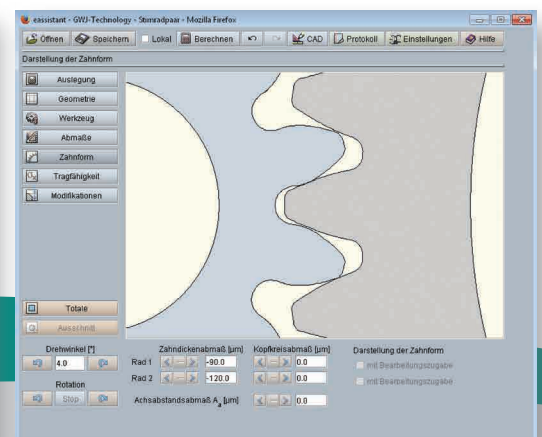 eassistant - GWJ-Technology - Stirnradpaar - Mozilla Firefox
Öffnen Speichern Lokal Berechnen CAD Protokoll Einstellungen Hilfe
Darstellung der Zahnform
Auslegung
Geometrie
Werkzeug
Abmaße
Zahnform
Tragfähigkeit
Modifikationen
Totale
Ausschnitt
Drehwinkel [°] Zahndickenabmaß [µm] Kopfkreisabmaß [µm] Darstellung der Zahnform
4.0 Rad 1 -90.0 0.0 mit Bearbeitungszugabe
Rotation Rad 2 -120.0 0.0 mit Bearbeitungszugabe
Stop Achsabstandsabmaß Aa [µm] 0.0